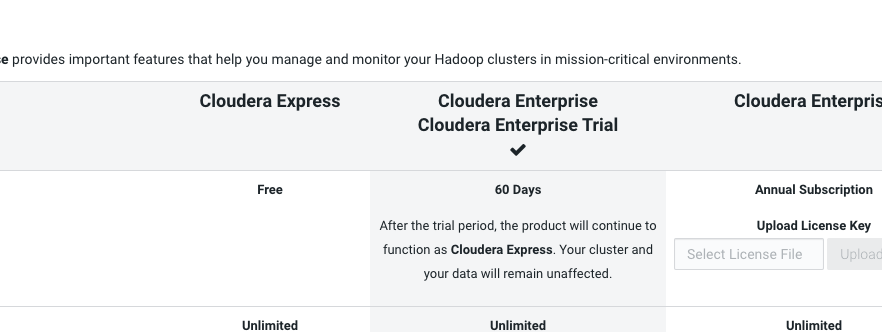 se provides important features that help you manage and monitor your Hadoop clusters in mission-critical environments.
Cloudera Express
Cloudera Enterprise
Cloudera Enterprise Trial
Cloudera Enterpris
Free
60 Days
After the trial period, the product will continue to
function as Cloudera Express. Your cluster and
your data will remain unaffected.
Annual Subscription
Upload License Key
Select License File
Upload
Unlimited
Unlimited
Unlimited